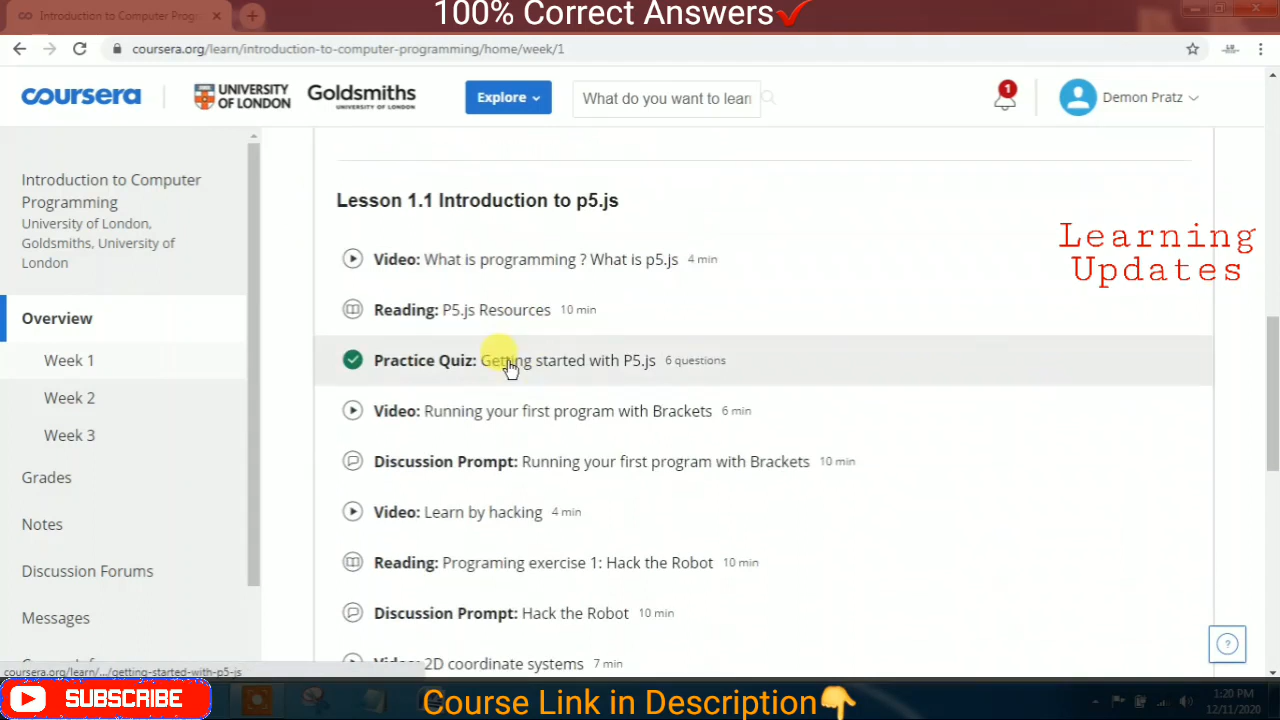 100% Correct Answers
Introduction to Computer Progr
coursera.org/learn/introduction-to-computer-programming/home/week/1
coursera
UNIVERSITY OF LONDON
Goldsmiths
UNIVERSITY OF LONDON
Explore
What do you want to lear
1
Demon Pratz
Introduction to Computer
Programming
University of London,
Goldsmiths, University of
London
Overview
Week 1
Week 2
Week 3
Grades
Notes
Discussion Forums
Messages
Lesson 1.1 Introduction to p5.js
Video: What is programming ? What is p5.js 4 min
Reading: P5.js Resources 10 min
Practice Quiz: Getting started with P5.js 6 questions
Video: Running your first program with Brackets 6 min
Discussion Prompt: Running your first program with Brackets 10 min
Video: Learn by hacking 4 min
Reading: Programing exercise 1: Hack the Robot 10 min
Discussion Prompt: Hack the Robot 10 min
Video: 2D coordinate systems 7 min
Learning
Updates
coursera.org/learn/.../getting-started-with-p5-js
SUBSCRIBE
Course Link in Description
1:20 PM
12/11/2020